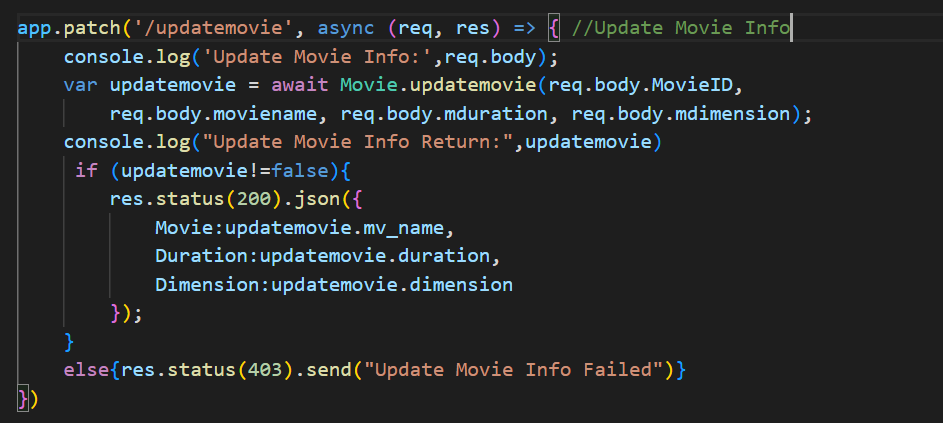 app.patch('/updatemovie', async (req, res) => { //Update Movie Info
console.log('Update Movie Info:',req.body);
var updatemovie = await Movie.updatemovie(req.body.MovieID,
req.body.moviename, req.body.mduration, req.body.mdimension);
console.log("Update Movie Info Return:",updatemovie)
if (updatemovie!=false){
res.status(200).json({
Movie:updatemovie.mv_name,
Duration:updatemovie.duration,
Dimension:updatemovie.dimension
});
}
else{res.status(403).send("Update Movie Info Failed")}
})